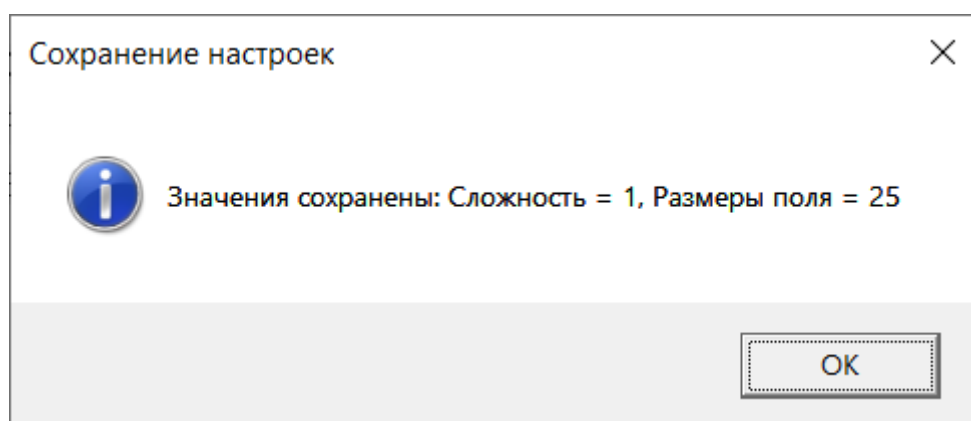 Сохранение настроек
Значения сохранены: Сложность = 1, Размеры поля = 25
OK